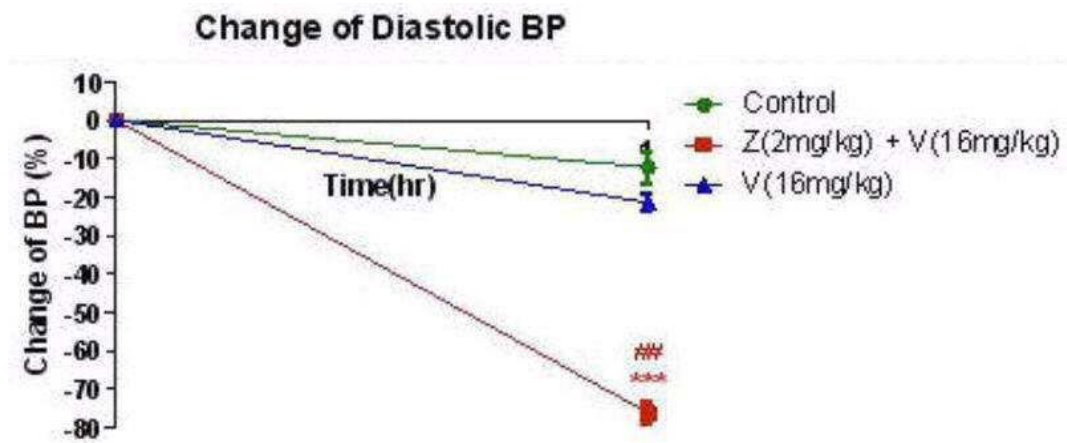 Change of Diastolic BP
Change of BP (%)
10
0
-10
-20
-30
-40
-50
-60
-70
-80
Time(hr)
4
##
***
Control
Z(2mg/kg) + V(16mg/kg)
V(16mg/kg)